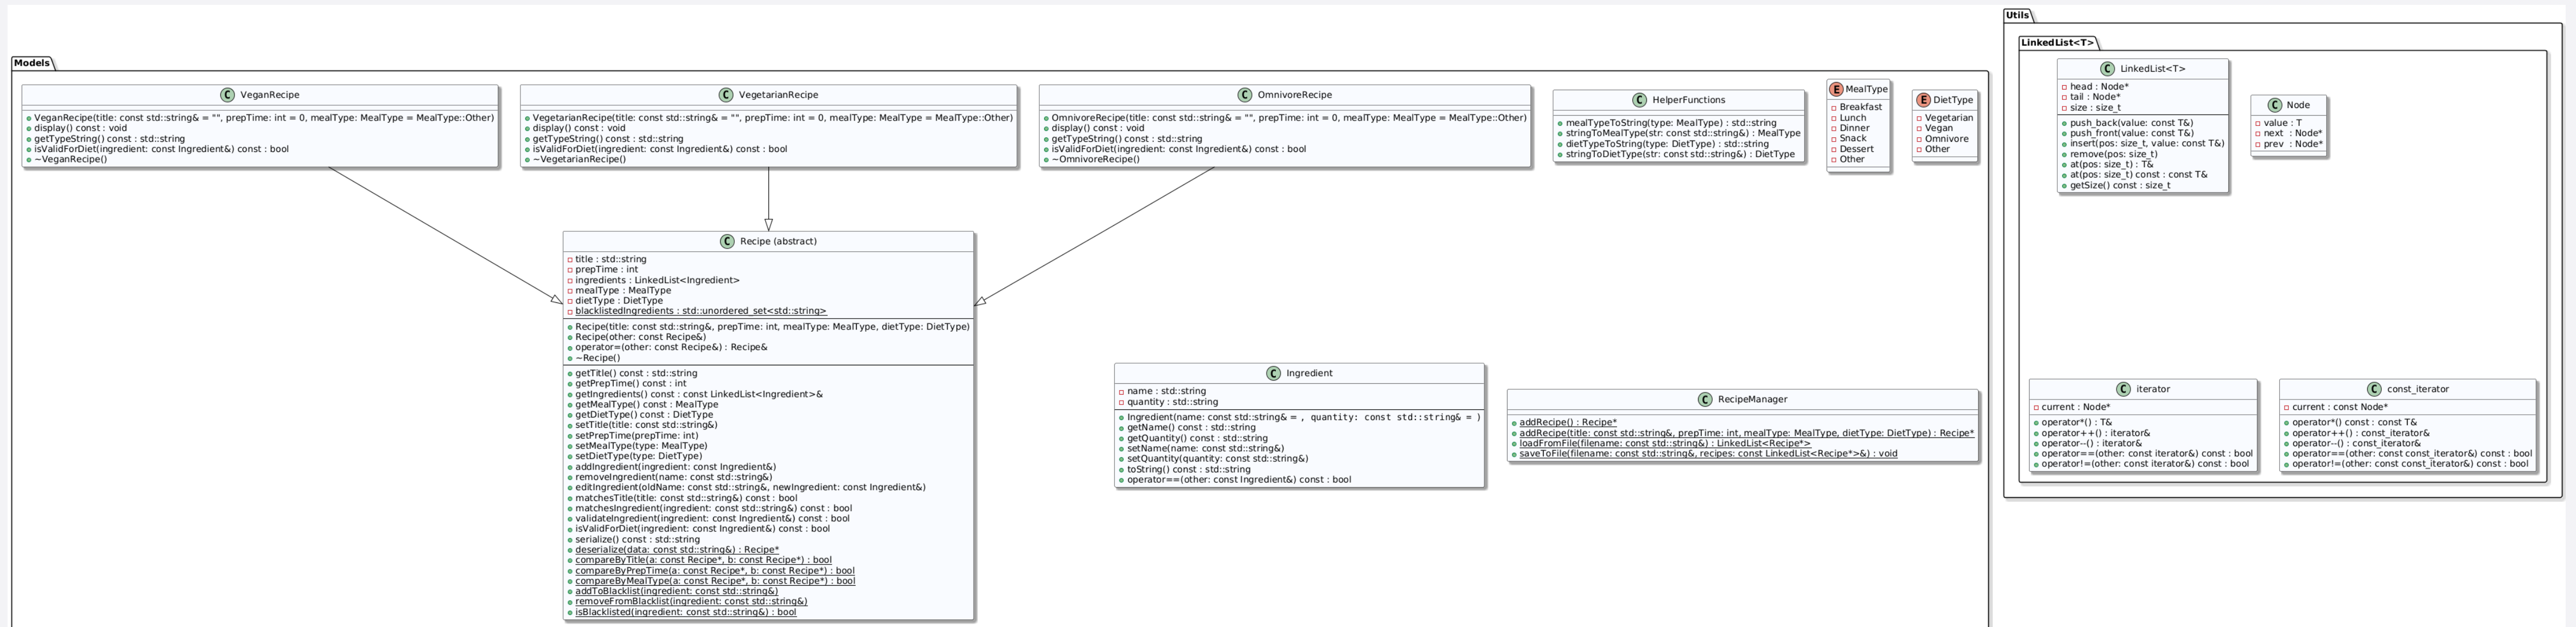 Models
C VeganRecipe
VeganRecipe(title: const std::string& = "", prepTime: int = 0, mealType: MealType = MealType::Other)
display() const : void
getTypeString() const : std::string
isValidForDiet(ingredient: const Ingredient&) const : bool
~VeganRecipe()
C VegetarianRecipe
VegetarianRecipe(title: const std::string& = "", prepTime: int = 0, mealType: MealType = MealType::Other)
display() const : void
getTypeString() const : std::string
isValidForDiet(ingredient: const Ingredient&) const : bool
~VegetarianRecipe()
C OmnivoreRecipe
OmnivoreRecipe(title: const std::string& = "", prepTime: int = 0, mealType: MealType = MealType::Other)
display() const : void
getTypeString() const : std::string
isValidForDiet(ingredient: const Ingredient&) const : bool
~OmnivoreRecipe()
C HelperFunctions
mealTypeToString(type: MealType) : std::string
stringToMealType(str: const std::string&) : MealType
dietTypeToString(type: DietType) : std::string
stringToDietType(str: const std::string&) : DietType
E MealType
Breakfast
Lunch
Dinner
Snack
Dessert
Other
E DietType
Vegetarian
Vegan
Omnivore
Other
C Recipe (abstract)
title : std::string
prepTime : int
ingredients : LinkedList<Ingredient>
mealType : MealType
dietType : DietType
blacklistedIngredients : std::unordered_set<std::string>
Recipe(title: const std::string&, prepTime: int, mealType: MealType, dietType: DietType)
Recipe(other: const Recipe&)
operator=(other: const Recipe&) : Recipe&
~Recipe()
getTitle() const : std::string
getPrepTime() const : int
getIngredients() const : const LinkedList<Ingredient>&
getMealType() const : MealType
getDietType() const : DietType
setTitle(title: const std::string&)
setPrepTime(prepTime: int)
setMealType(type: MealType)
setDietType(type: DietType)
addIngredient(ingredient: const Ingredient&)
removeIngredient(name: const std::string&)
editIngredient(oldName: const std::string&, newIngredient: const Ingredient&)
matchesTitle(title: const std::string&) const : bool
matchesIngredient(ingredient: const std::string&) const : bool
validateIngredient(ingredient: const Ingredient&) const : bool
isValidForDiet(ingredient: const Ingredient&) const : bool
serialize() const : std::string
deserialize(data: const std::string&) : Recipe*
compareByTitle(a: const Recipe*, b: const Recipe*) : bool
compareByPrepTime(a: const Recipe*, b: const Recipe*) : bool
compareByMealType(a: const Recipe*, b: const Recipe*) : bool
addToBlacklist(ingredient: const std::string&)
removeFromBlacklist(ingredient: const std::string&)
isBlacklisted(ingredient: const std::string&) : bool
C Ingredient
name : std::string
quantity : std::string
Ingredient(name: const std::string& = , quantity: const std::string& = )
getName() const : std::string
getQuantity() const : std::string
setName(name: const std::string&)
setQuantity(quantity: const std::string&)
toString() const : std::string
operator==(other: const Ingredient&) const : bool
C RecipeManager
addRecipe() : Recipe*
addRecipe(title: const std::string&, prepTime: int, mealType: MealType, dietType: DietType) : Recipe*
loadFromFile(filename: const std::string&) : LinkedList<Recipe*>
saveToFile(filename: const std::string&, recipes: const LinkedList<Recipe*>&) : void
Utils
LinkedList<T>
C LinkedList<T>
head : Node*
tail : Node*
size : size_t
push_back(value: const T&)
push_front(value: const T&)
insert(pos: size_t, value: const T&)
remove(pos: size_t)
at(pos: size_t) : T&
at(pos: size_t) const : const T&
getSize() const : size_t
C Node
value : T
next : Node*
prev : Node*
C iterator
current : Node*
operator*() : T&
operator++() : iterator&
operator--() : iterator&
operator==(other: const iterator&) const : bool
operator!=(other: const iterator&) const : bool
C const_iterator
current : const Node*
operator*() const : const T&
operator++() : const_iterator&
operator--() : const_iterator&
operator==(other: const const_iterator&) const : bool
operator!=(other: const const_iterator&) const : bool